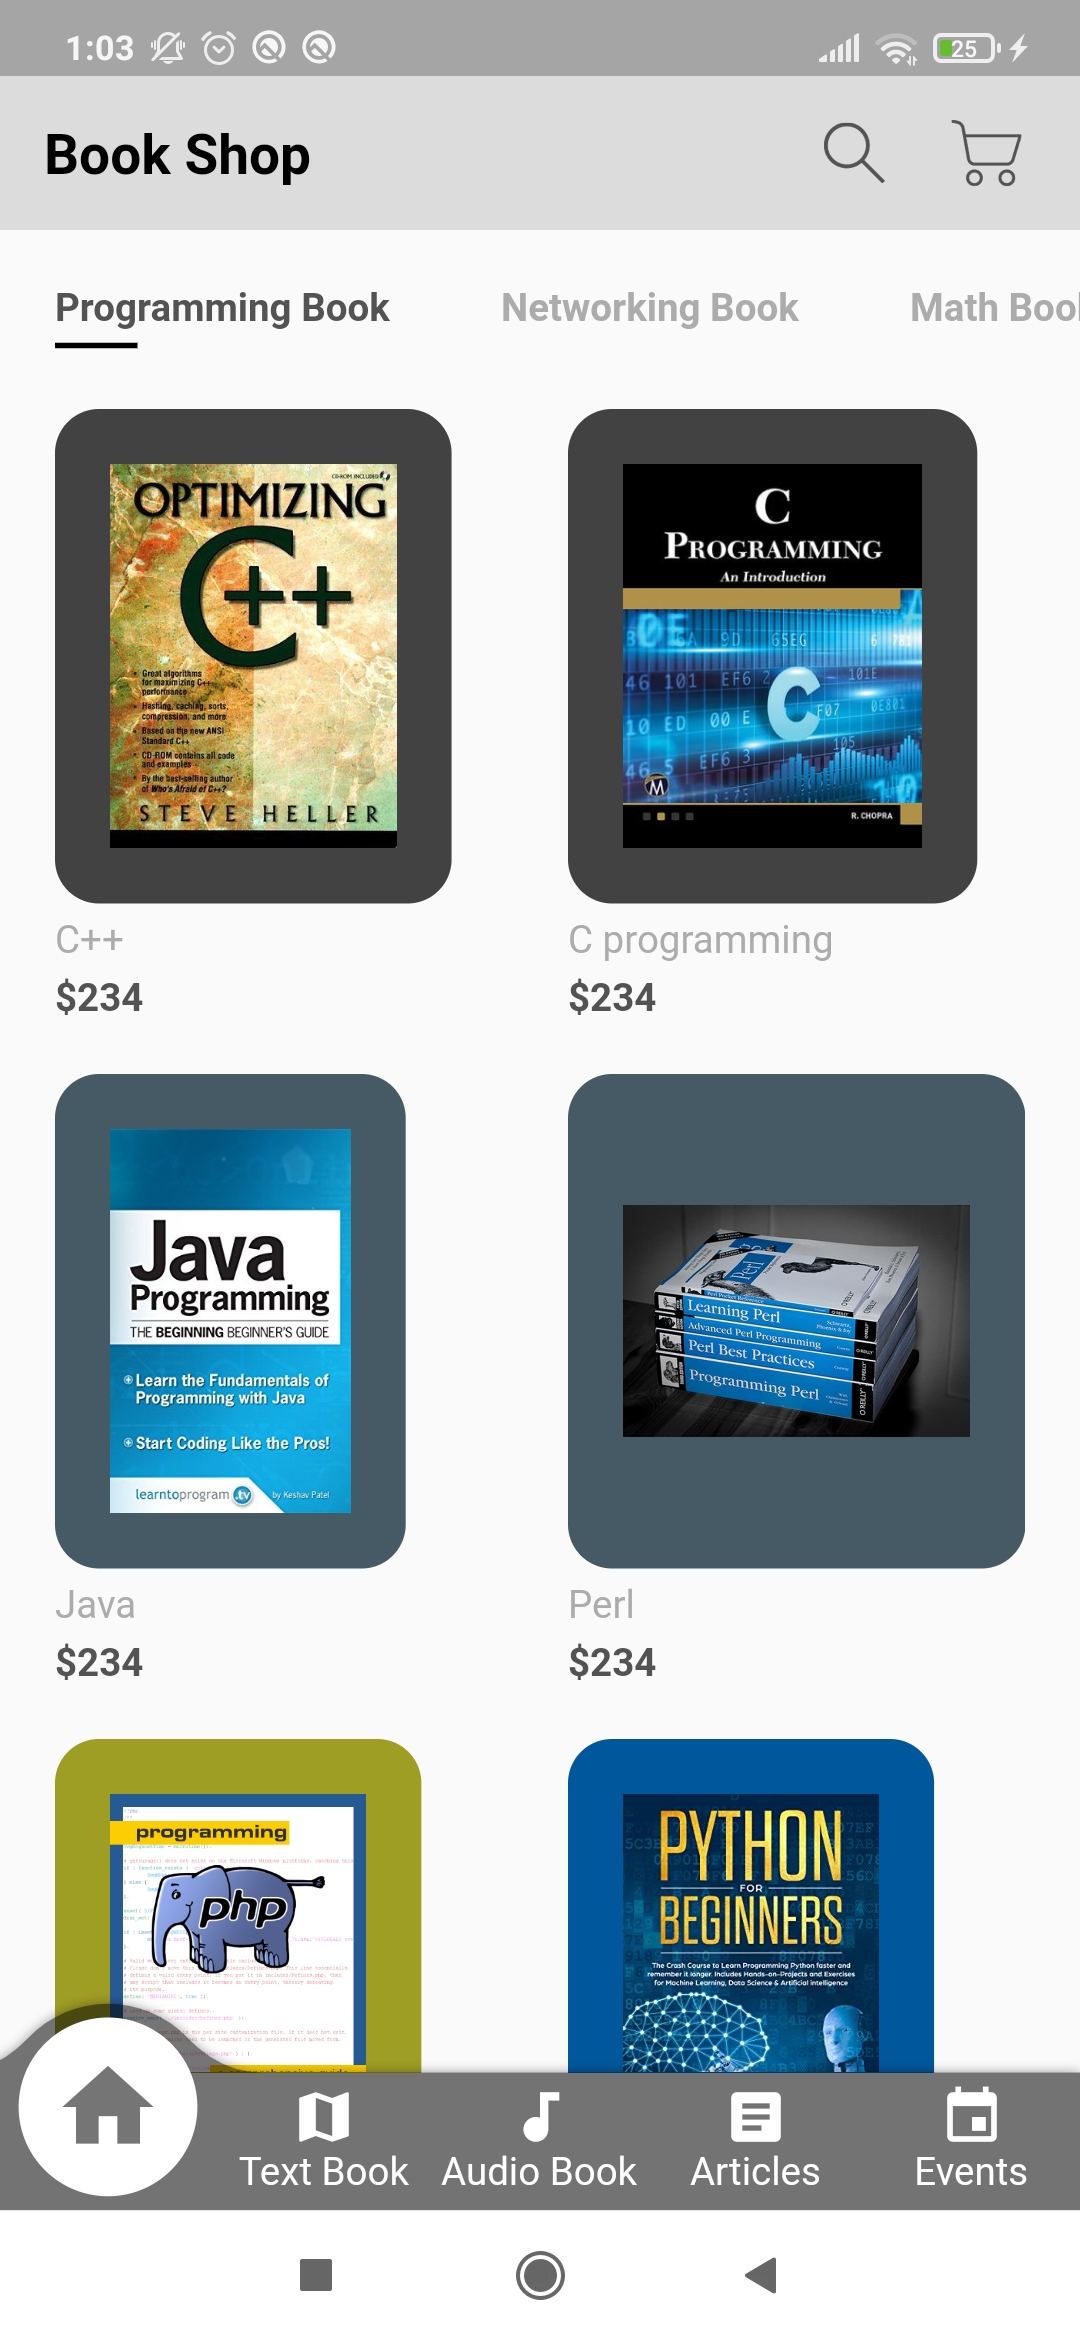 1:03
25
Book Shop
Programming Book
Networking Book
Math Boo
CD-ROM INCLUDED
OPTIMIZING
C++
• Great algorithms
for maximizing C++
performance
• Hashing, caching, sorts,
compression, and more
• Based on the new ANSI
Standard C++
• CD-ROM contains all code
and examples
• By the best-selling author
of Who's Afraid of C++?
STEVE HELLER
C
PROGRAMMING
An Introduction
C
R. CHOPRA
C++
$234
C programming
$234
Java
Programming
THE BEGINNING BEGINNER'S GUIDE
Learn the Fundamentals of
Programming with Java
Start Coding Like the Pros!
learntoprogram .tv
by Keshav Patel
Perl
Learning Perl
Advanced Perl Programming
Perl Best Practices
Programming Perl
O'REILLY
Java
$234
Perl
$234
programming
php
PYTHON
FOR
BEGINNERS
The Crash Course to Learn Programming Python faster and
remember it longer. Includes Hands-on-Projects and Exercises
for Machine Learning, Data Science & Artificial Intelligence
Text Book
Audio Book
Articles
Events